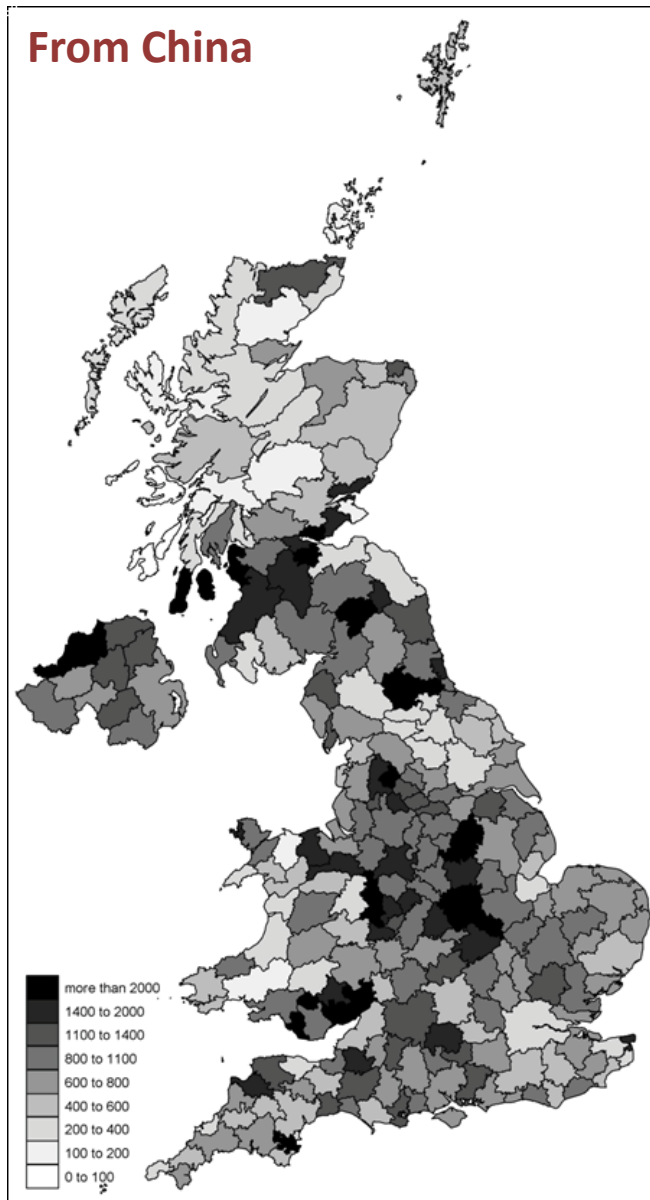 From China
more than 2000
1400 to 2000
1100 to 1400
800 to 1100
600 to 800
400 to 600
200 to 400
100 to 200
0 to 100